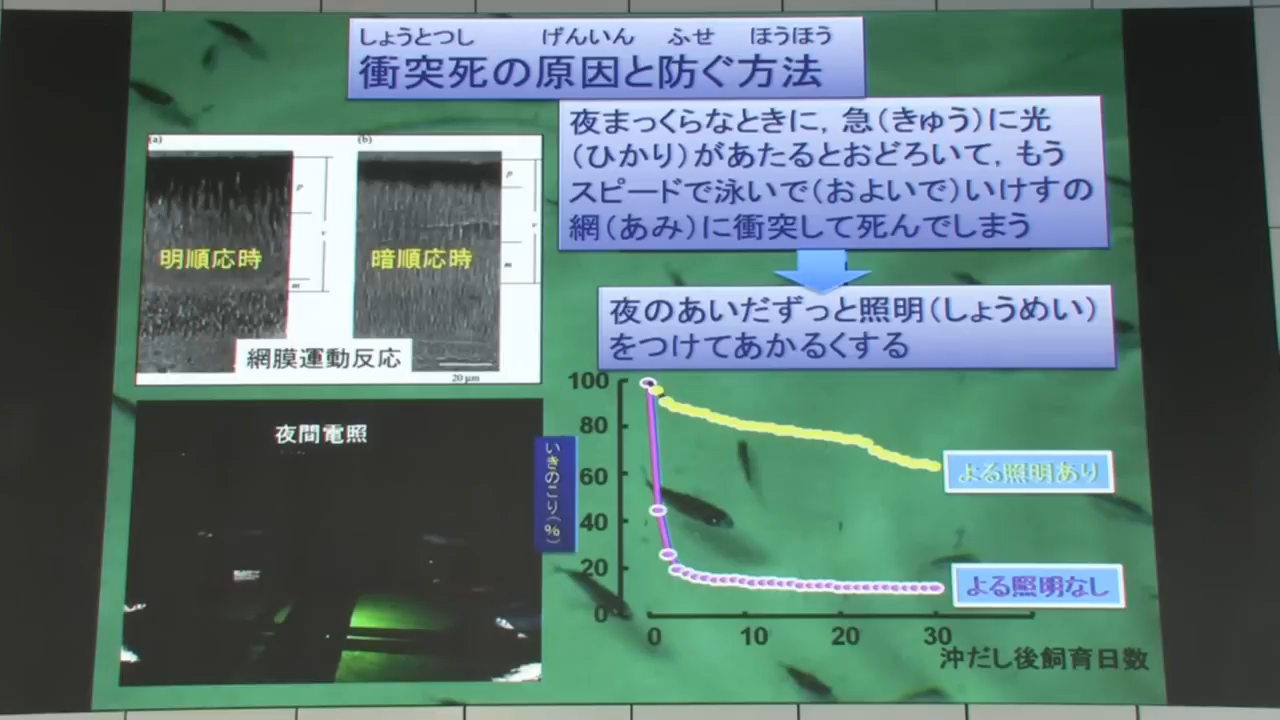 しょうとつし げんいん ふせ ほうほう
衝突死の原因と防ぐ方法
夜まっくらなときに，急（きゅう）に光
（ひかり）があたるとおどろいて，もう
スピードで泳いで（およいで）いけすの
網（あみ）に衝突して死んでしまう
夜のあいだずっと照明（しょうめい）
をつけてあかるくする
(a)
(b)
明順応時
暗順応時
網膜運動反応
20 μm
夜間電照
いきのこり（%）
100
80
60
40
20
0
0 10 20 30
よる照明あり
よる照明なし
沖だし後飼育日数